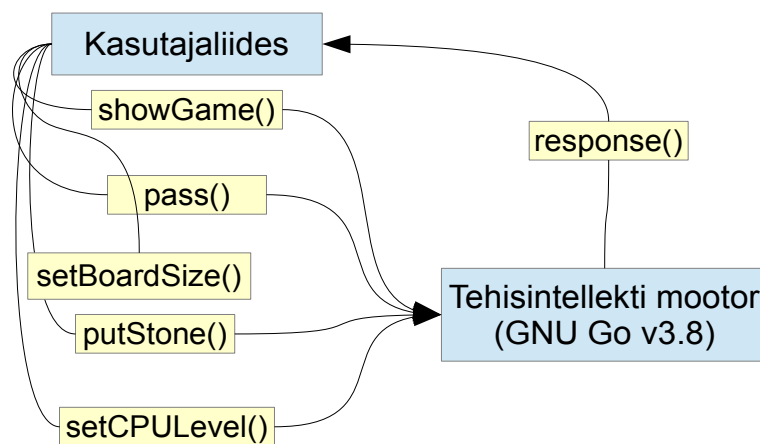 Kasutajaliides
showGame()
response()
pass()
setBoardSize()
Tehisintellekti mootor
(GNU Go v3.8)
putStone()
setCPULevel()